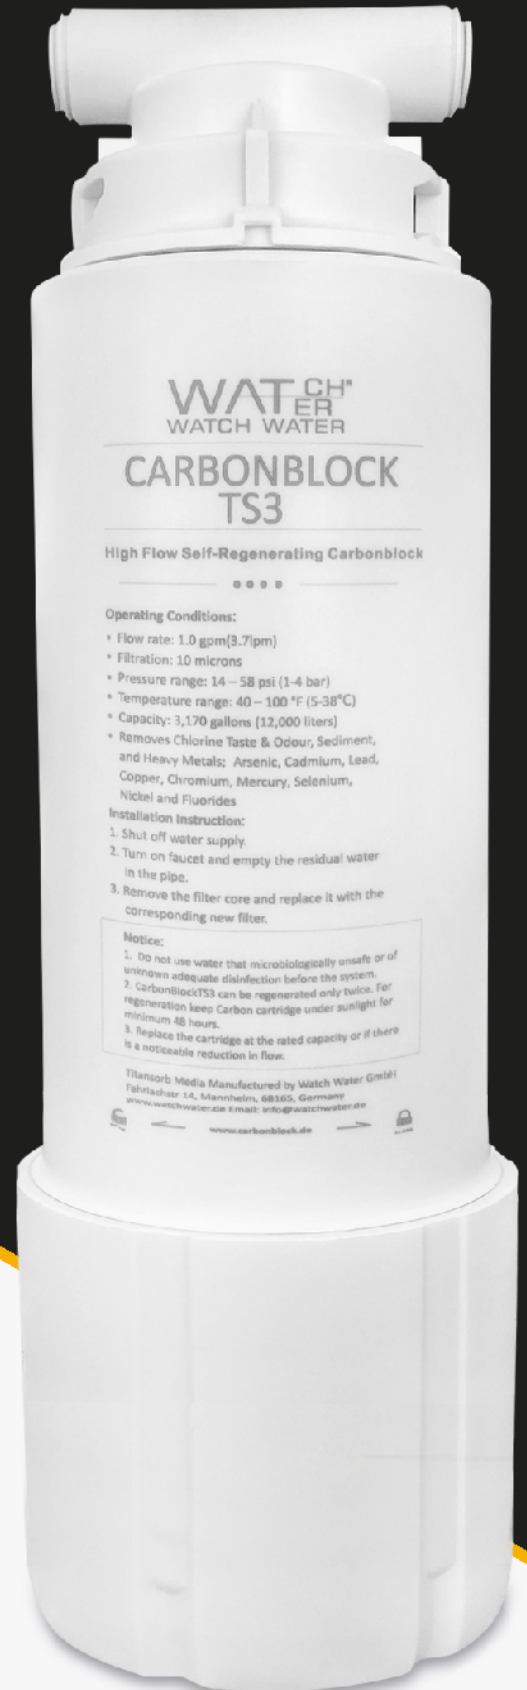 WATCH®
ER
WATCH WATER
CARBONBLOCK
TS3
High Flow Self-Regenerating Carbonblock
Operating Conditions:
• Flow rate: 1.0 gpm(3.7lpm)
• Filtration: 10 microns
• Pressure range: 14 – 58 psi (1-4 bar)
• Temperature range: 40 – 100 °F (5-38°C)
• Capacity: 3,170 gallons (12,000 liters)
• Removes Chlorine Taste & Odour, Sediment,
and Heavy Metals; Arsenic, Cadmium, Lead,
Copper, Chromium, Mercury, Selenium,
Nickel and Fluorides
Installation Instruction:
1. Shut off water supply.
2. Turn on faucet and empty the residual water
in the pipe.
3. Remove the filter core and replace it with the
corresponding new filter.
Notice:
1. Do not use water that microbiologically unsafe or of
unknown adequate disinfection before the system.
2. CarbonBlockTS3 can be regenerated only twice. For
regeneration keep Carbon cartridge under sunlight for
minimum 48 hours.
3. Replace the cartridge at the rated capacity or if there
is a noticeable reduction in flow.
Titansorb Media Manufactured by Watch Water GmbH
Fahrlachstr 14, Mannheim, 68165, Germany
www.watchwater.de Email: info@watchwater.de
www.carbonblock.de